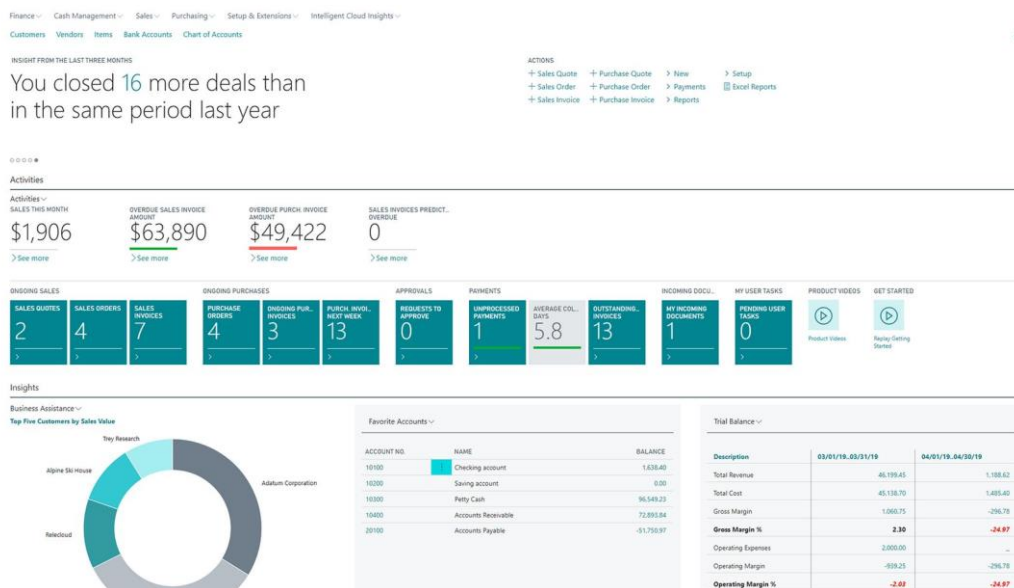 Finance Cash Management Sales Purchasing Setup & Extensions Intelligent Cloud Insights
Customers Vendors Items Bank Accounts Chart of Accounts
INSIGHT FROM THE LAST THREE MONTHS
You closed 16 more deals than
in the same period last year
ACTIONS
+ Sales Quote + Purchase Quote > New > Setup
+ Sales Order + Purchase Order > Payments Excel Reports
+ Sales Invoice + Purchase Invoice > Reports
Activities
Activities
SALES THIS MONTH
$1,906
>See more
OVERDUE SALES INVOICE
AMOUNT
$63,890
>See more
OVERDUE PURCH. INVOICE
AMOUNT
$49,422
>See more
SALES INVOICES PREDICT...
OVERDUE
0
>See more
ONGOING SALES
SALES QUOTES
2
>
SALES ORDERS
4
>
SALES
INVOICES
7
>
ONGOING PURCHASES
PURCHASE
ORDERS
4
>
ONGOING PUR...
INVOICES
3
>
PURCH. INVOI...
NEXT WEEK
13
>
APPROVALS
REQUESTS TO
APPROVE
0
>
PAYMENTS
UNPROCESSED
PAYMENTS
1
>
AVERAGE COL...
DAYS
5.8
OUTSTANDING...
INVOICES
13
>
INCOMING DOCU...
MY INCOMING
DOCUMENTS
1
>
MY USER TASKS
PENDING USER
TASKS
0
>
PRODUCT VIDEOS
Product Videos
GET STARTED
Replay Getting
Started
Insights
Business Assistance
Top Five Customers by Sales Value
Trey Research
Alpine Ski House
Adatum Corporation
Relecloud
Favorite Accounts
ACCOUNT NO. NAME BALANCE
10100 Checking account 1,638.40
10200 Saving account 0.00
10300 Petty Cash 96,549.23
10400 Accounts Receivable 72,893.84
20100 Accounts Payable -51,750.97
Trial Balance
Description 03/01/19..03/31/19 04/01/19..04/30/19
Total Revenue 46,199.45 1,188.62
Total Cost 45,138.70 1,485.40
Gross Margin 1,060.75 -296.78
Gross Margin % 2.30 -24.97
Operating Expenses 2,000.00 –
Operating Margin -939.25 -296.78
Operating Margin % -2.03 -24.97